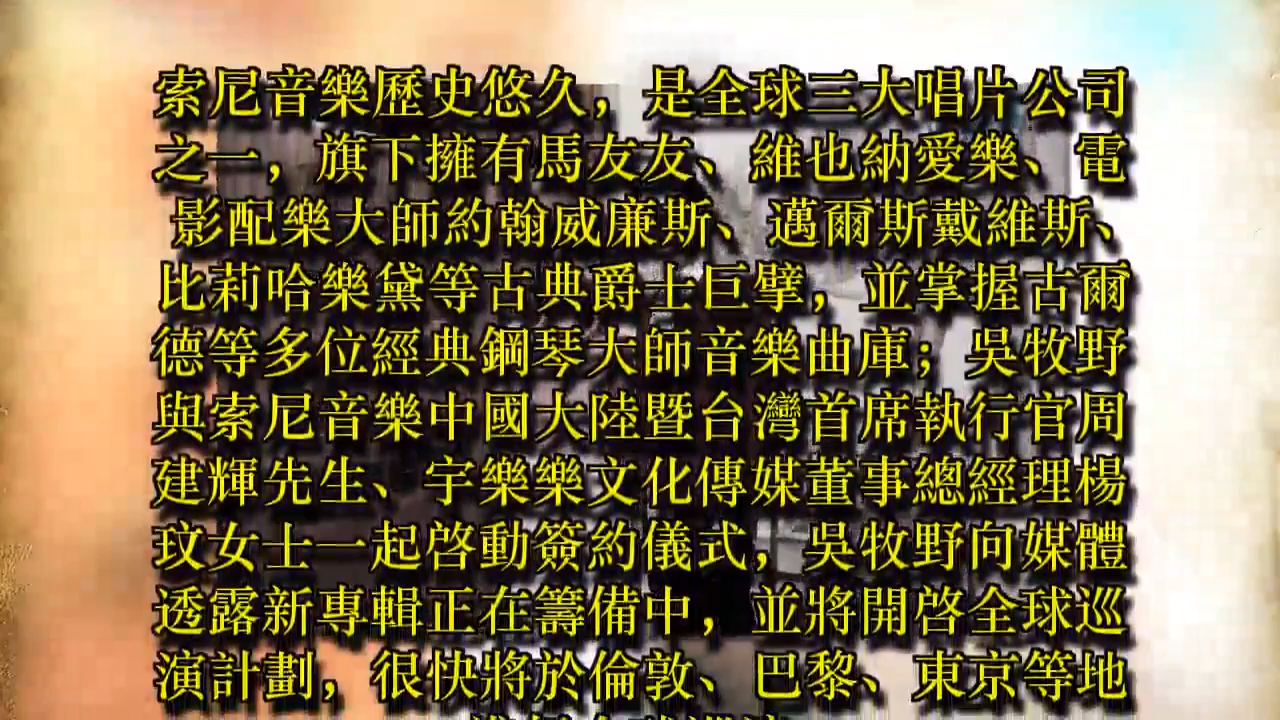 索尼音樂歷史悠久，是全球三大唱片公司
之一，旗下擁有馬友友、維也納愛樂、電
影配樂大師約翰威廉斯、邁爾斯戴維斯、
比莉哈樂黛等古典爵士巨擘，並掌握古爾
德等多位經典鋼琴大師音樂曲庫；吳牧野
與索尼音樂中國大陸暨台灣首席執行官周
建輝先生、宇樂樂文化傳媒董事總經理楊
玟女士一起啓動簽約儀式，吳牧野向媒體
透露新專輯正在籌備中，並將開啓全球巡
演計劃，很快將於倫敦、巴黎、東京等地